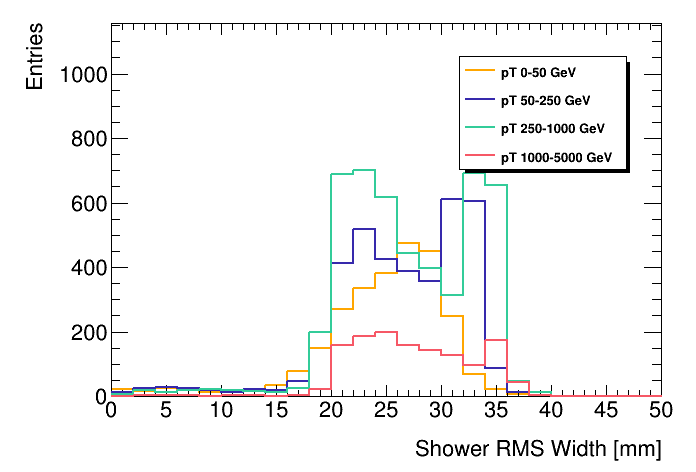 Entries
1000
800
600
400
200
0
pT 0-50 GeV
pT 50-250 GeV
pT 250-1000 GeV
pT 1000-5000 GeV
0 5 10 15 20 25 30 35 40 45 50
Shower RMS Width [mm]